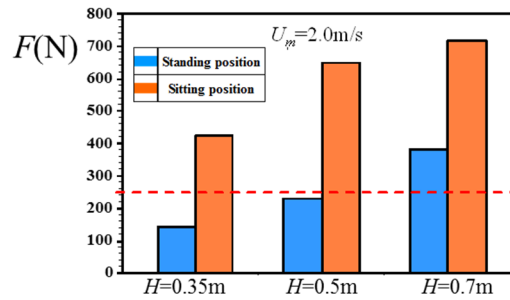 800
700
600
500
400
300
200
100
0
F(N)
U_m=2.0m/s
Standing position
Sitting position
H=0.35m
H=0.5m
H=0.7m